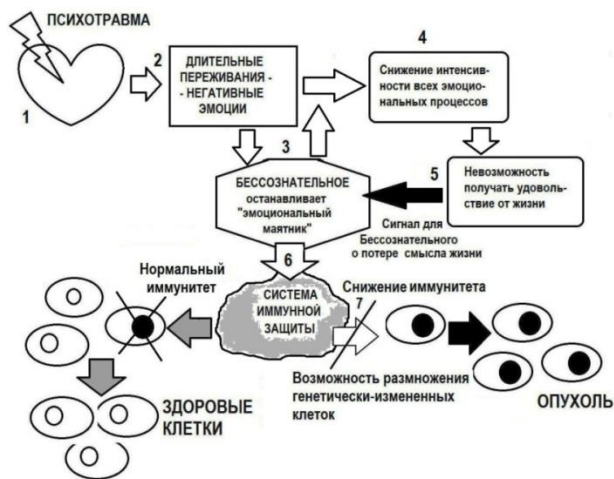 ПСИХОТРАВМА
1
2
ДЛИТЕЛЬНЫЕ
ПЕРЕЖИВАНИЯ -
- НЕГАТИВНЫЕ
ЭМОЦИИ
4
Снижение интенсив-
ности всех эмоцио-
нальных процессов
3
БЕССОЗНАТЕЛЬНОЕ
останавливает
"эмоциональный
маятник"
5
Невозможность
получать удоволь-
ствие от жизни
Сигнал для
Бессознательного
о потере смысла жизни
6
Нормальный
иммунитет
СИСТЕМА
ИММУННОЙ
ЗАЩИТЫ
7
Снижение иммунитета
Возможность размножения
генетически-измененных
клеток
ЗДОРОВЫЕ
КЛЕТКИ
ОПУХОЛЬ